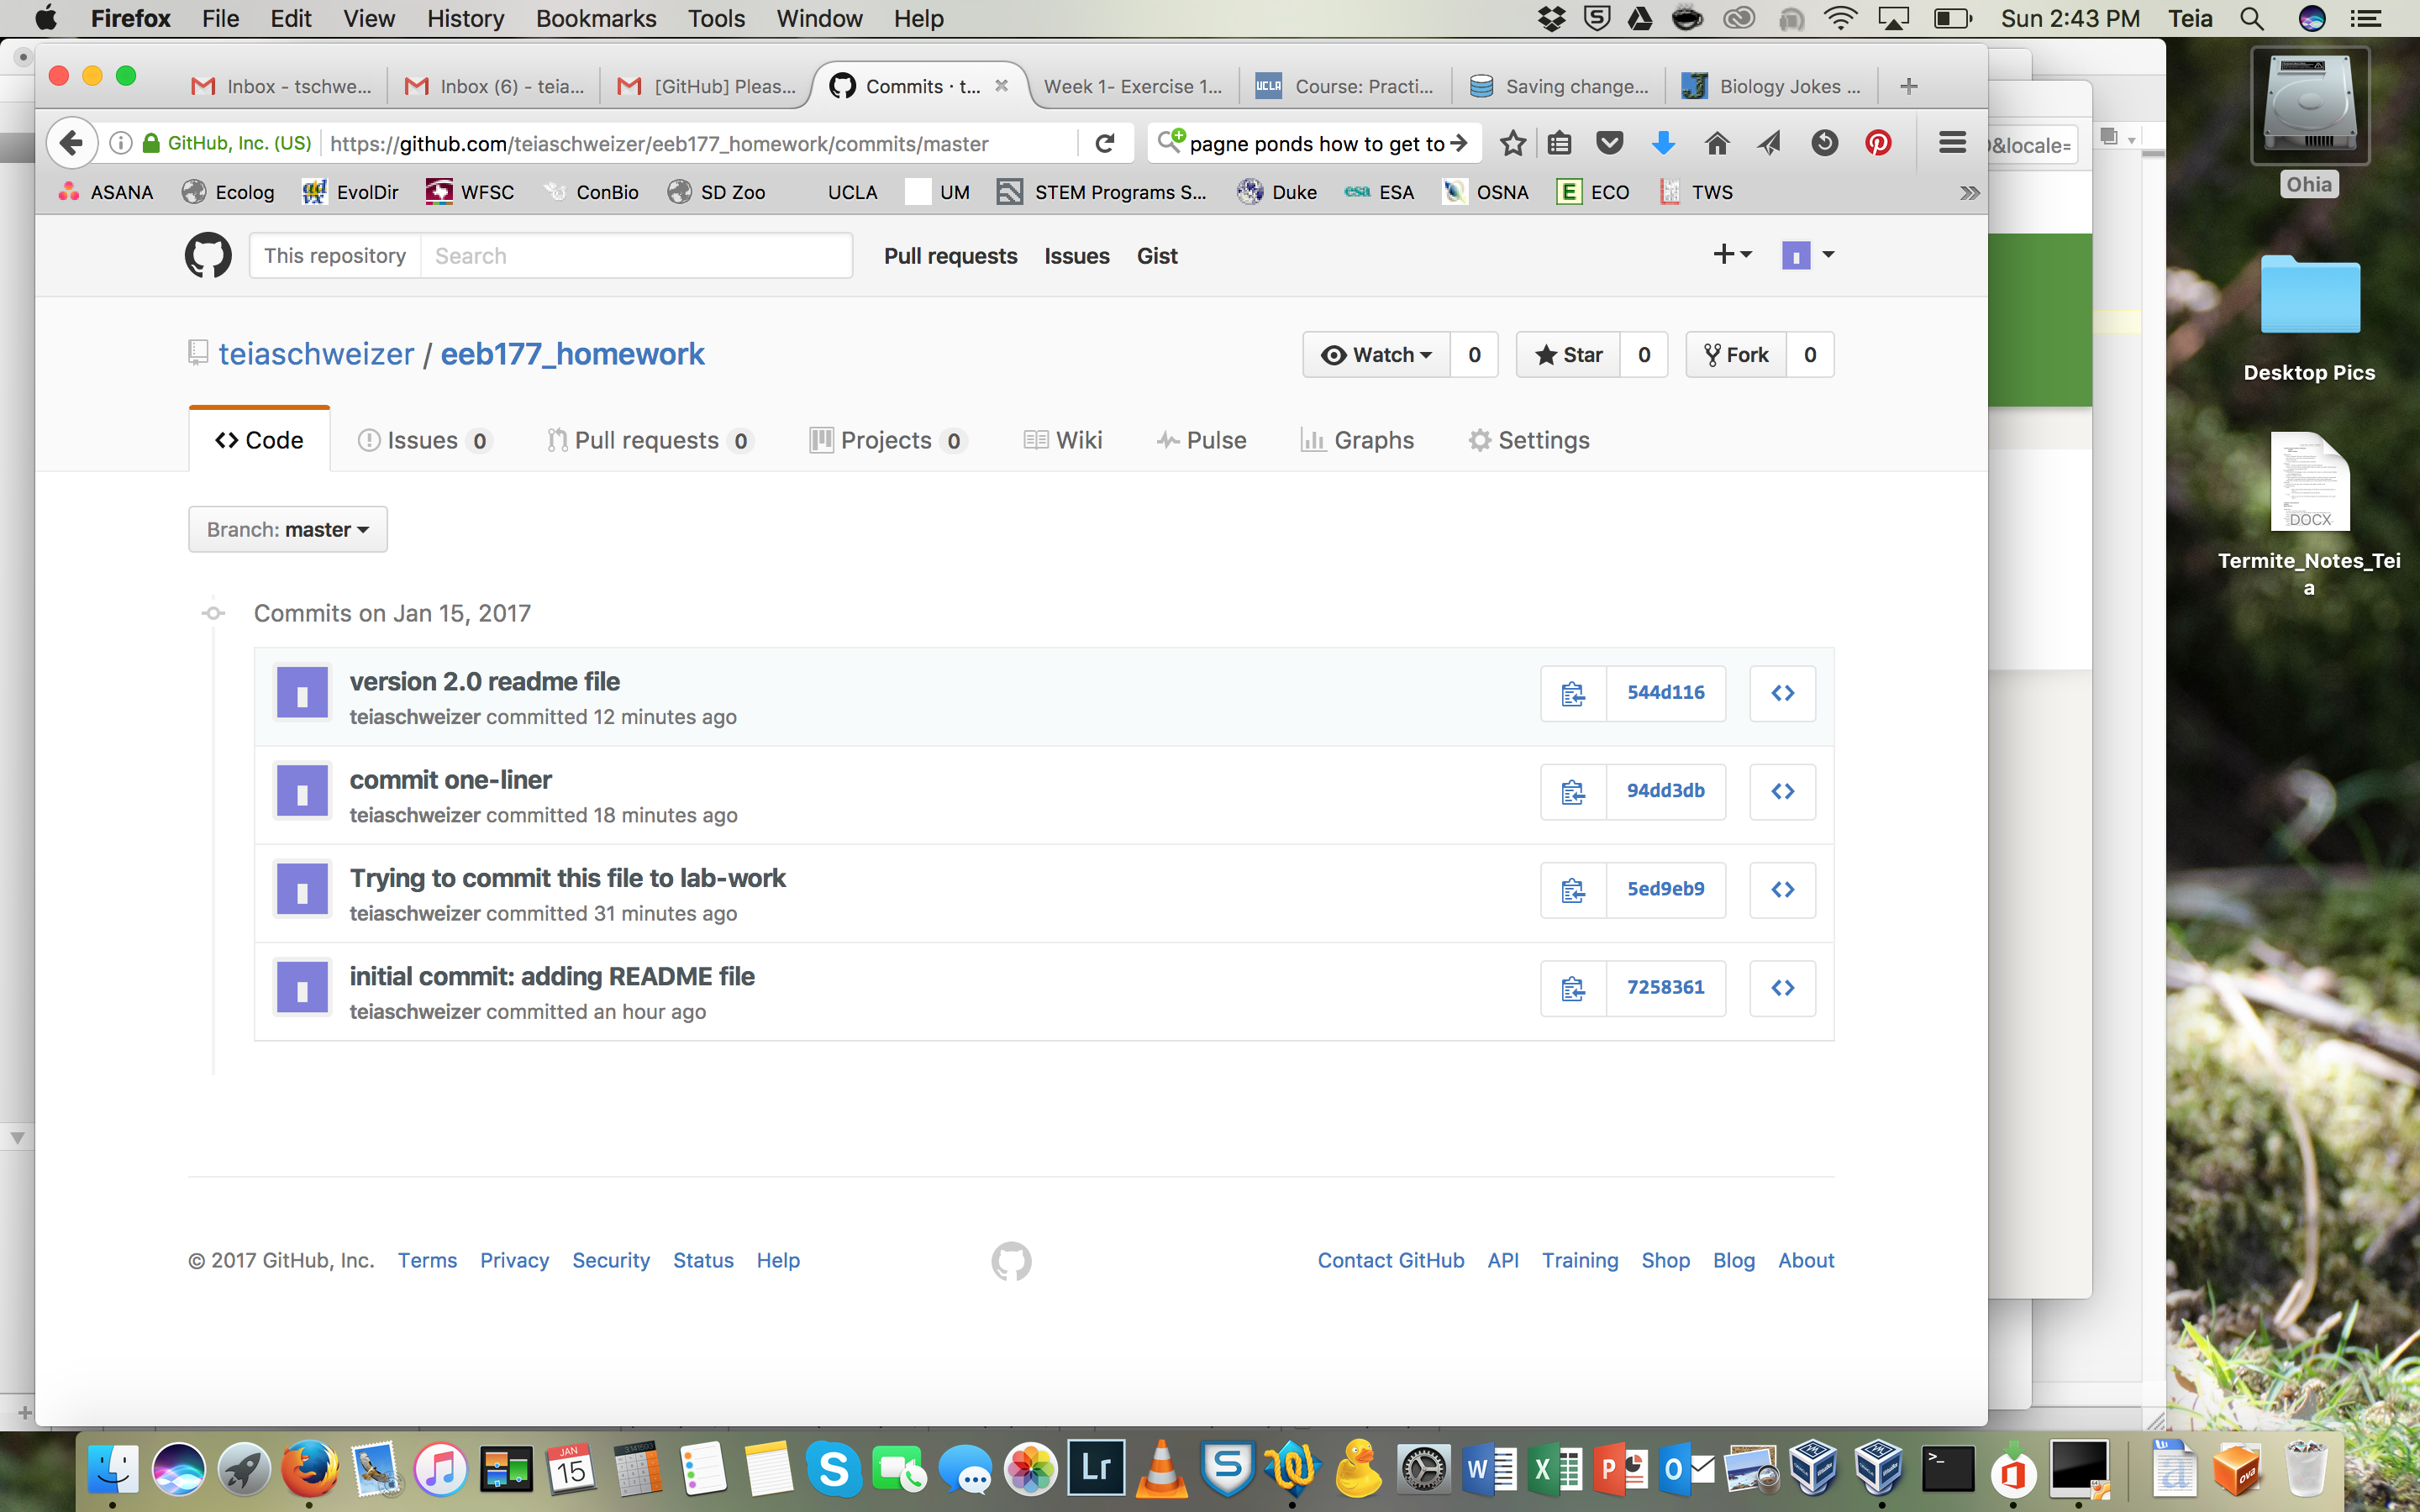 Firefox File Edit View History Bookmarks Tools Window Help Sun 2:43 PM Teia
Inbox - tschwe... Inbox (6) - teia... [GitHub] Pleas... Commits · t... Week 1- Exercise 1... Course: Practi... Saving change... Biology Jokes ...
GitHub, Inc. (US) https://github.com/teiaschweizer/eeb177_homework/commits/master pagne ponds how to get to &locale=
ASANA Ecolog EvolDir WFSC ConBio SD Zoo UCLA UM STEM Programs S... Duke esa ESA OSNA ECO TWS
This repository Search Pull requests Issues Gist
teiaschweizer / eeb177_homework Watch 0 Star 0 Fork 0
Code Issues 0 Pull requests 0 Projects 0 Wiki Pulse Graphs Settings
Branch: master
Commits on Jan 15, 2017
version 2.0 readme file
teiaschweizer committed 12 minutes ago
544d116
commit one-liner
teiaschweizer committed 18 minutes ago
94dd3db
Trying to commit this file to lab-work
teiaschweizer committed 31 minutes ago
5ed9eb9
initial commit: adding README file
teiaschweizer committed an hour ago
7258361
© 2017 GitHub, Inc. Terms Privacy Security Status Help Contact GitHub API Training Shop Blog About
Ohia
Desktop Pics
DOCX
Termite_Notes_Tei
a
JAN
15
Lr